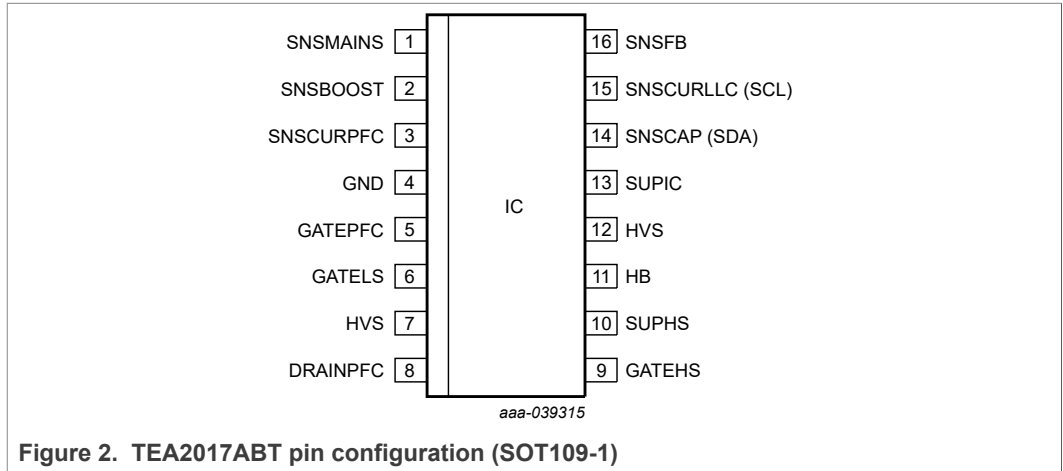 SNSMAINS 1
SNSBOOST 2
SNSCURPFC 3
GND 4
GATEPFC 5
GATELS 6
HVS 7
DRAINPFC 8
IC
16 SNSFB
15 SNSCURLLC (SCL)
14 SNSCAP (SDA)
13 SUPIC
12 HVS
11 HB
10 SUPHS
9 GATEHS
aaa-039315
Figure 2. TEA2017ABT pin configuration (SOT109-1)